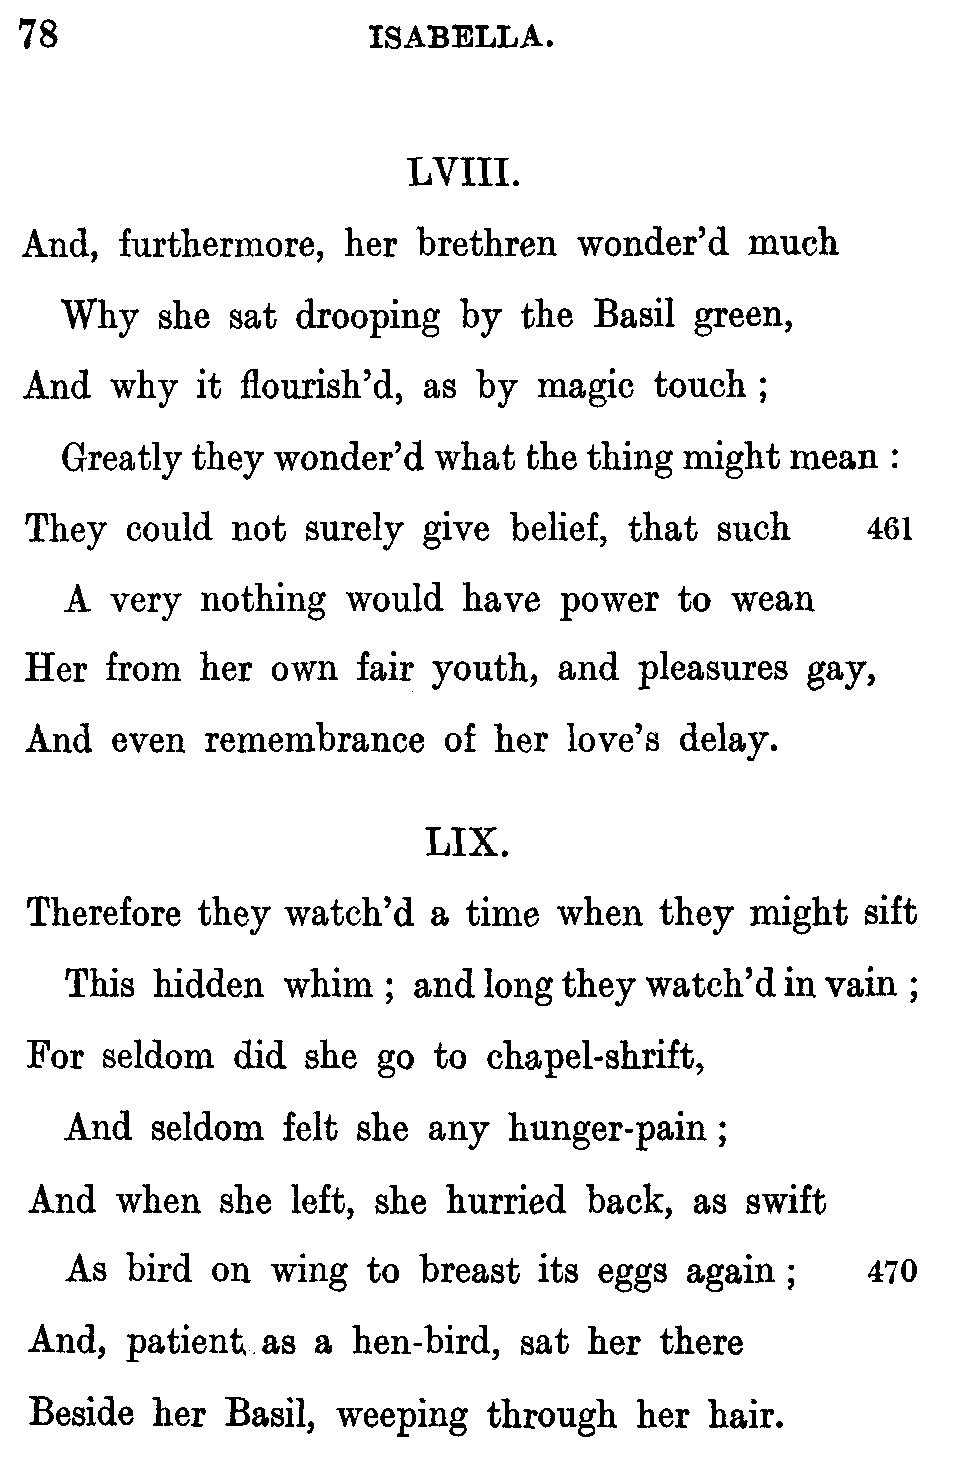 78 ISABELLA.
LVIII.
And, furthermore, her brethren wonder'd much
Why she sat drooping by the Basil green,
And why it flourish'd, as by magic touch ;
Greatly they wonder'd what the thing might mean :
They could not surely give belief, that such 461
A very nothing would have power to wean
Her from her own fair youth, and pleasures gay,
And even remembrance of her love's delay.
LIX.
Therefore they watch'd a time when they might sift
This hidden whim ; and long they watch'd in vain ;
For seldom did she go to chapel-shrift,
And seldom felt she any hunger-pain ;
And when she left, she hurried back, as swift
As bird on wing to breast its eggs again ; 470
And, patient as a hen-bird, sat her there
Beside her Basil, weeping through her hair.